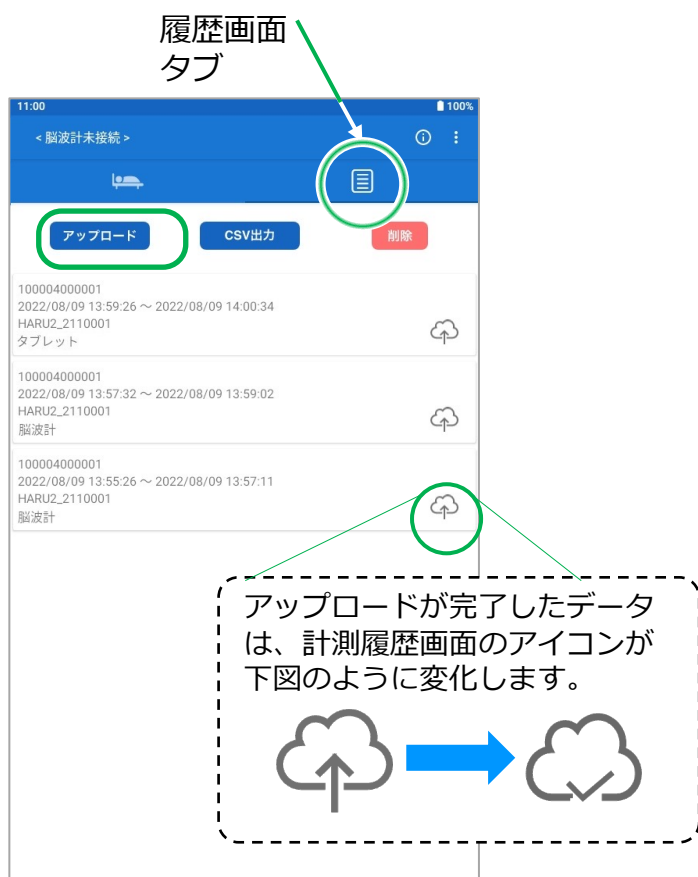 履歴画面
タブ
11:00 100%
< 脳波計未接続 >
アップロード CSV出力 削除
100004000001
2022/08/09 13:59:26 ～ 2022/08/09 14:00:34
HARU2_2110001
タブレット
100004000001
2022/08/09 13:57:32 ～ 2022/08/09 13:59:02
HARU2_2110001
脳波計
100004000001
2022/08/09 13:55:26 ～ 2022/08/09 13:57:11
HARU2_2110001
脳波計
アップロードが完了したデータ
は、計測履歴画面のアイコンが
下図のように変化します。